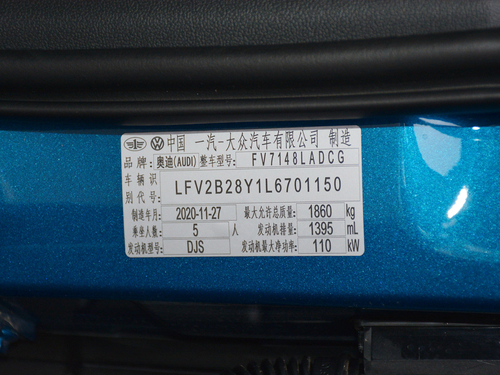 中国 一汽-大众汽车有限公司 制造
品牌: 奥迪(AUDI) 整车型号: FV7148LADCG
车辆识别代号: LFV2B28Y1L6701150
制造年月: 2020-11-27 最大允许总质量: 1860 kg
乘坐人数: 5 人 发动机排量: 1395 mL
发动机型号: DJS 发动机最大净功率: 110 kW